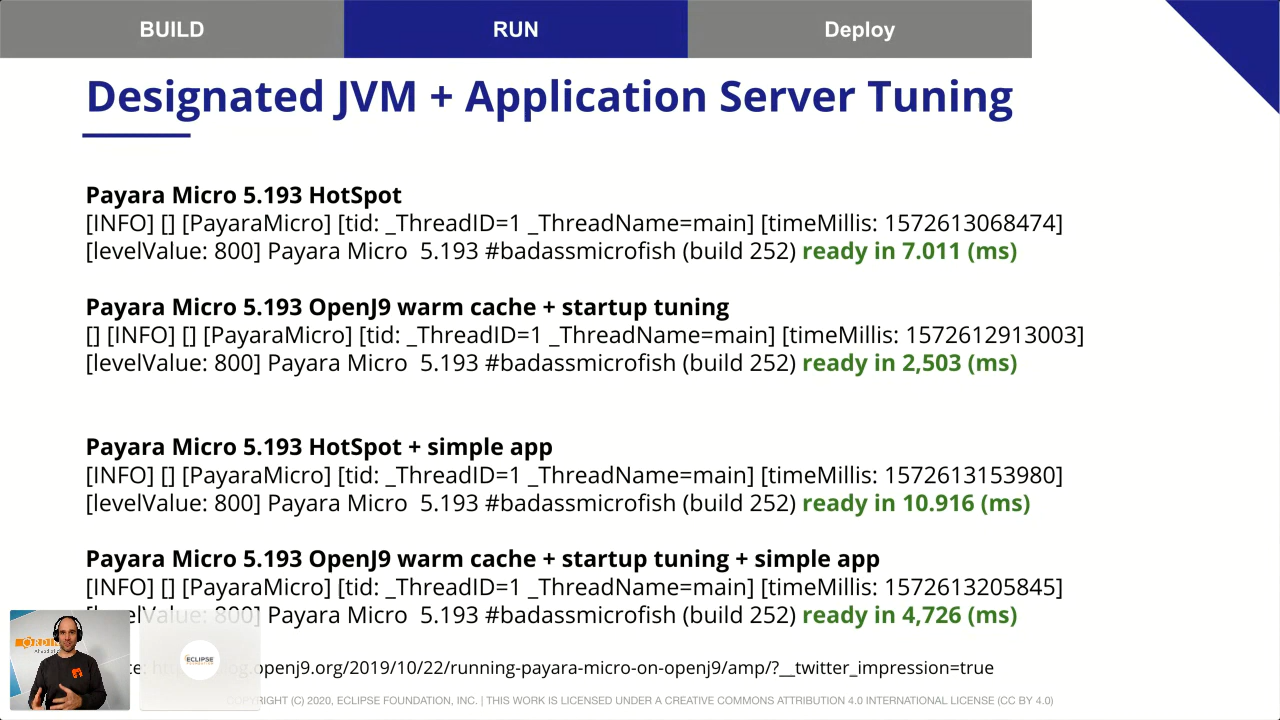 BUILD
RUN
Deploy
Designated JVM + Application Server Tuning
Payara Micro 5.193 HotSpot
[INFO] [] [PayaraMicro] [tid: _ThreadID=1 _ThreadName=main] [timeMillis: 1572613068474]
[levelValue: 800] Payara Micro 5.193 #badassmicrofish (build 252) ready in 7.011 (ms)
Payara Micro 5.193 OpenJ9 warm cache + startup tuning
[] [INFO] [] [PayaraMicro] [tid: _ThreadID=1 _ThreadName=main] [timeMillis: 1572612913003]
[levelValue: 800] Payara Micro 5.193 #badassmicrofish (build 252) ready in 2,503 (ms)
Payara Micro 5.193 HotSpot + simple app
[INFO] [] [PayaraMicro] [tid: _ThreadID=1 _ThreadName=main] [timeMillis: 1572613153980]
[levelValue: 800] Payara Micro 5.193 #badassmicrofish (build 252) ready in 10.916 (ms)
Payara Micro 5.193 OpenJ9 warm cache + startup tuning + simple app
[INFO] [] [PayaraMicro] [tid: _ThreadID=1 _ThreadName=main] [timeMillis: 1572613205845]
[levelValue: 800] Payara Micro 5.193 #badassmicrofish (build 252) ready in 4,726 (ms)
ECLIPSE
.openj9.org/2019/10/22/running-payara-micro-on-openj9/amp/?__twitter_impression=true
COPYRIGHT (C) 2020, ECLIPSE FOUNDATION, INC. | THIS WORK IS LICENSED UNDER A CREATIVE COMMONS ATTRIBUTION 4.0 INTERNATIONAL LICENSE (CC BY 4.0)